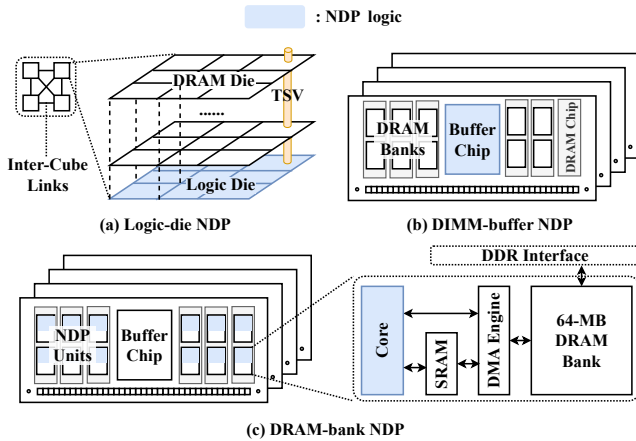 : NDP logic
DRAM Die
TSV
......
Inter-Cube
Links
Logic Die
(a) Logic-die NDP
DRAM
Banks
Buffer
Chip
DRAM Chip
(b) DIMM-buffer NDP
NDP
Units
Buffer
Chip
DDR Interface
Core
SRAM
DMA Engine
64-MB
DRAM
Bank
(c) DRAM-bank NDP